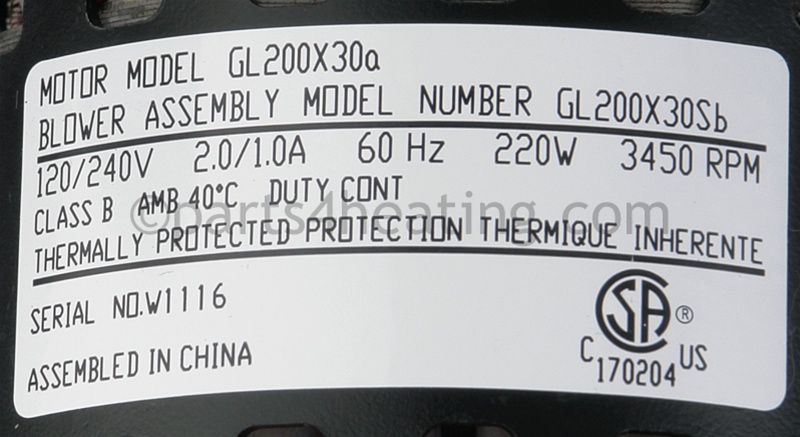 MOTOR MODEL GL200X30a
BLOWER ASSEMBLY MODEL NUMBER GL200X30Sb
120/240V 2.0/1.0A 60 Hz 220W 3450 RPM
CLASS B AMB 40°C DUTY CONT
©parts4heating.com
THERMALLY PROTECTED PROTECTION THERMIQUE INHERENTE
SERIAL NO.W1116
ASSEMBLED IN CHINA
SA ®
C US
170204